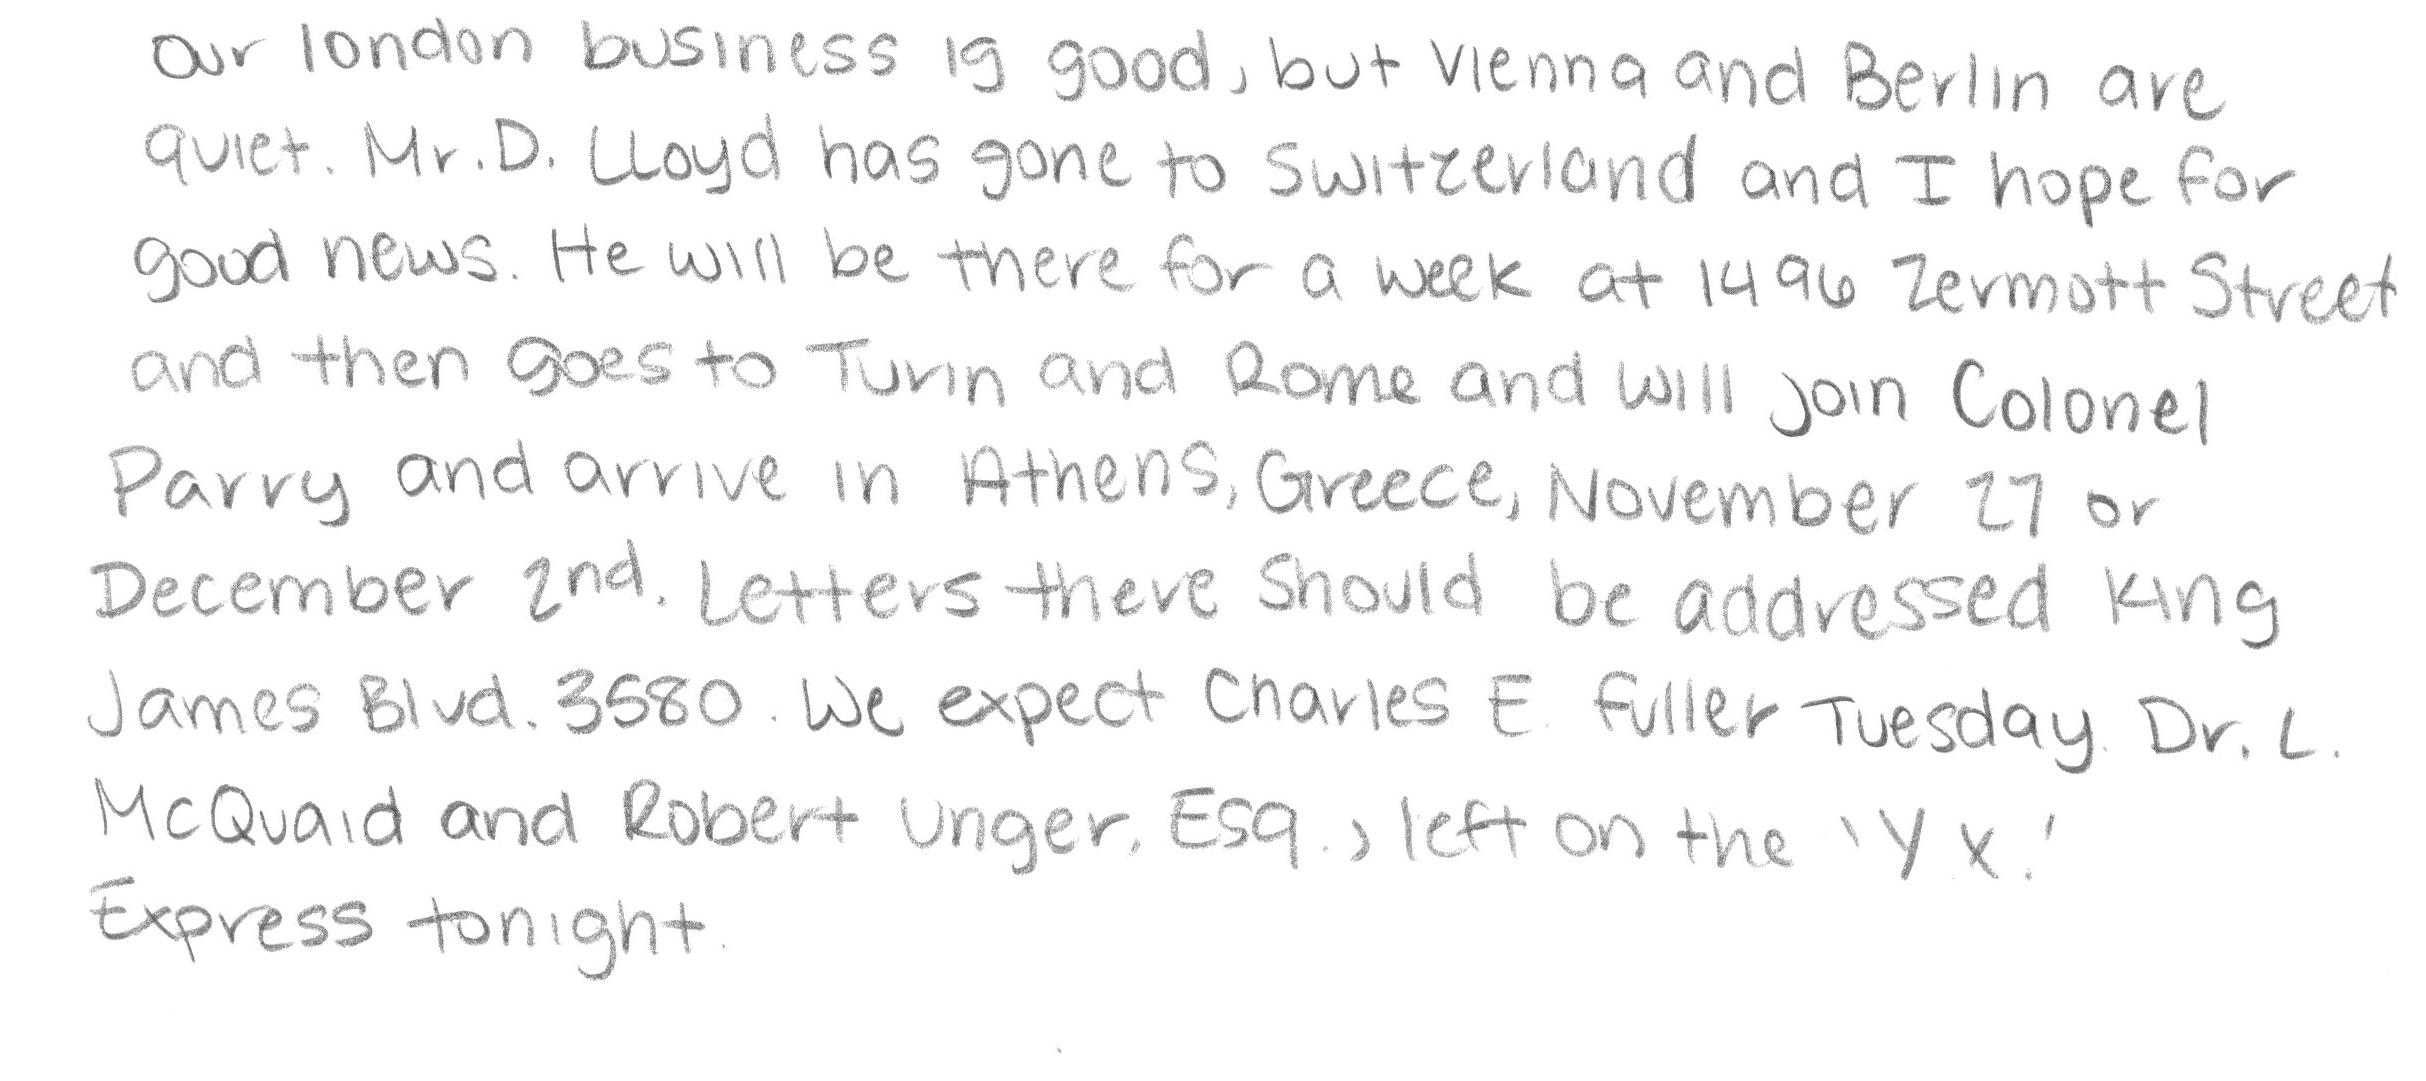 Our london business is good, but Vienna and Berlin are
quiet. Mr. D. Lloyd has gone to Switzerland and I hope for
good news. He will be there for a week at 1496 Zermott Street
and then goes to Turin and Rome and will join Colonel
Parry and arrive in Athens, Greece, November 27 or
December 2nd. Letters there Should be addressed King
James Blvd. 3580. We expect Charles E. Fuller Tuesday. Dr. L.
McQuaid and Robert Unger, Esq., left on the 'Y X.'
Express tonight.